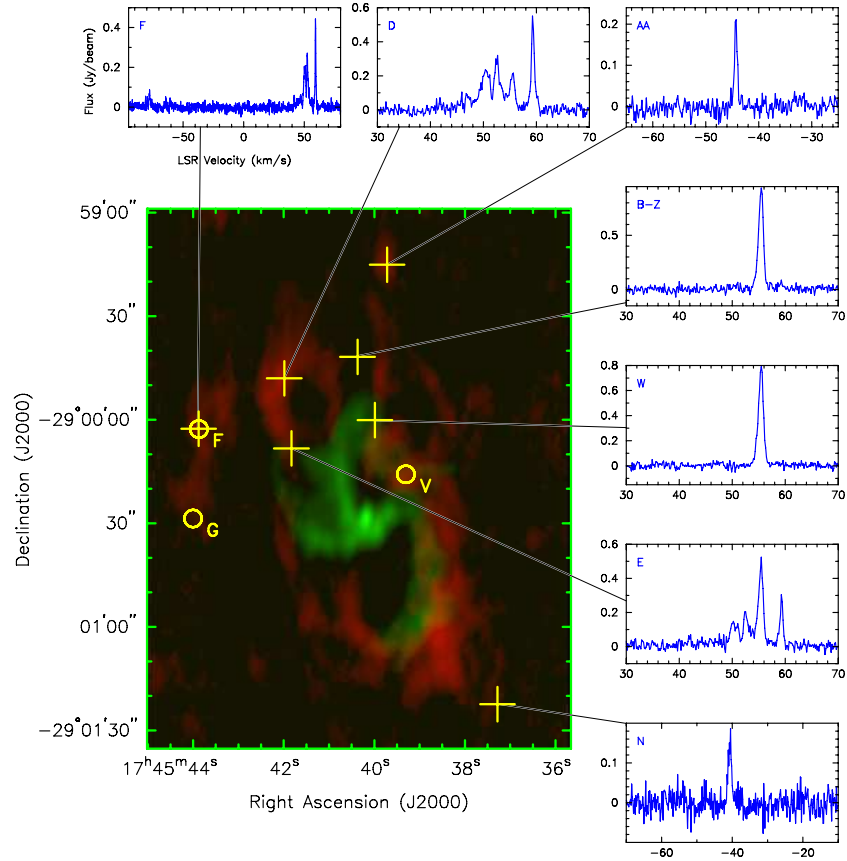 0.4
0.2
0
Flux (Jy/beam)
F
−50 0 50
LSR Velocity (km/s)
0.6
0.4
0.2
0
D
30 40 50 60 70
0.2
0.1
0
AA
−60 −50 −40 −30
0.5
0
B−Z
30 40 50 60 70
0.8
0.6
0.4
0.2
0
W
30 40 50 60 70
0.6
0.4
0.2
0
E
30 40 50 60 70
0.1
0
N
−60 −40 −20
59'00"
30"
−29°00'00"
30"
01'00"
−29°01'30"
Declination (J2000)
F
G
V
17ʰ45ᵐ44ˢ 42ˢ 40ˢ 38ˢ 36ˢ
Right Ascension (J2000)